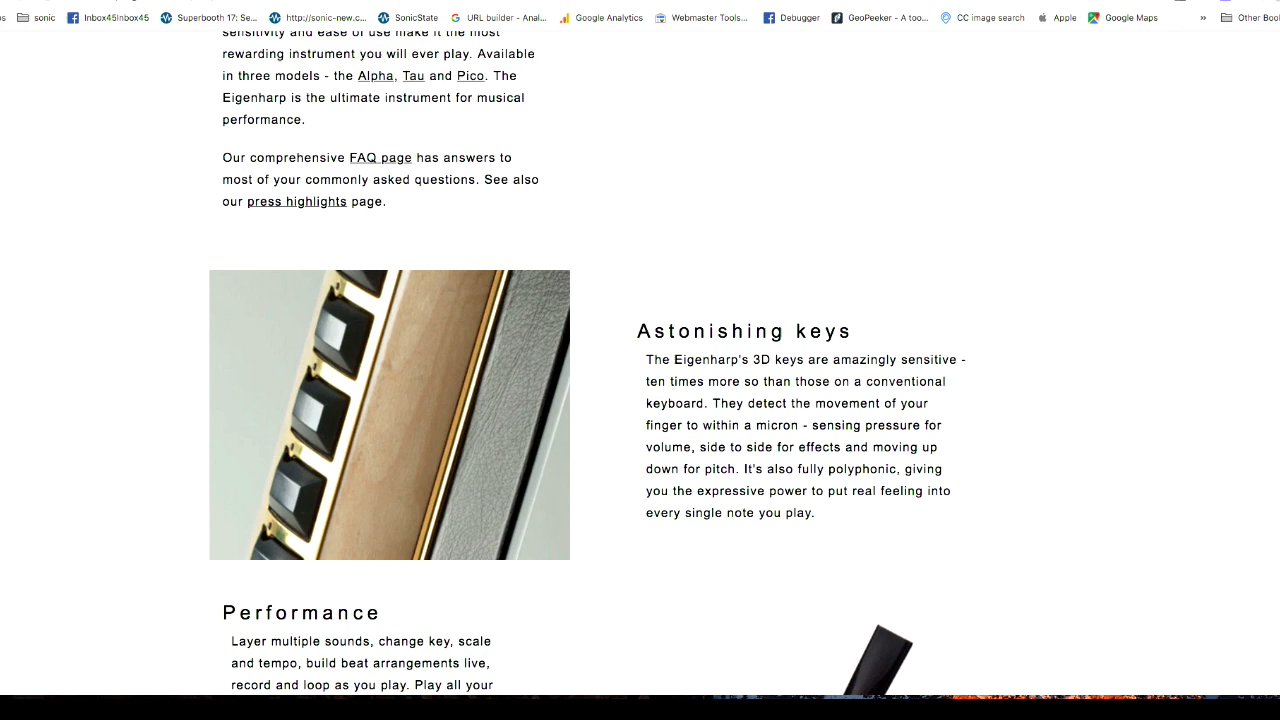 sonic
Inbox45Inbox45
Superbooth 17: Se...
http://sonic-new.c...
SonicState
URL builder - Anal...
Google Analytics
Webmaster Tools...
Debugger
GeoPeeker - A too...
CC image search
Apple
Google Maps
»
Other Boo
sensitivity and ease of use make it the most
rewarding instrument you will ever play. Available
in three models - the Alpha, Tau and Pico. The
Eigenharp is the ultimate instrument for musical
performance.
Our comprehensive FAQ page has answers to
most of your commonly asked questions. See also
our press highlights page.
Astonishing keys
The Eigenharp's 3D keys are amazingly sensitive -
ten times more so than those on a conventional
keyboard. They detect the movement of your
finger to within a micron - sensing pressure for
volume, side to side for effects and moving up
down for pitch. It's also fully polyphonic, giving
you the expressive power to put real feeling into
every single note you play.
Performance
Layer multiple sounds, change key, scale
and tempo, build beat arrangements live,
record and loop as you play. Play all your